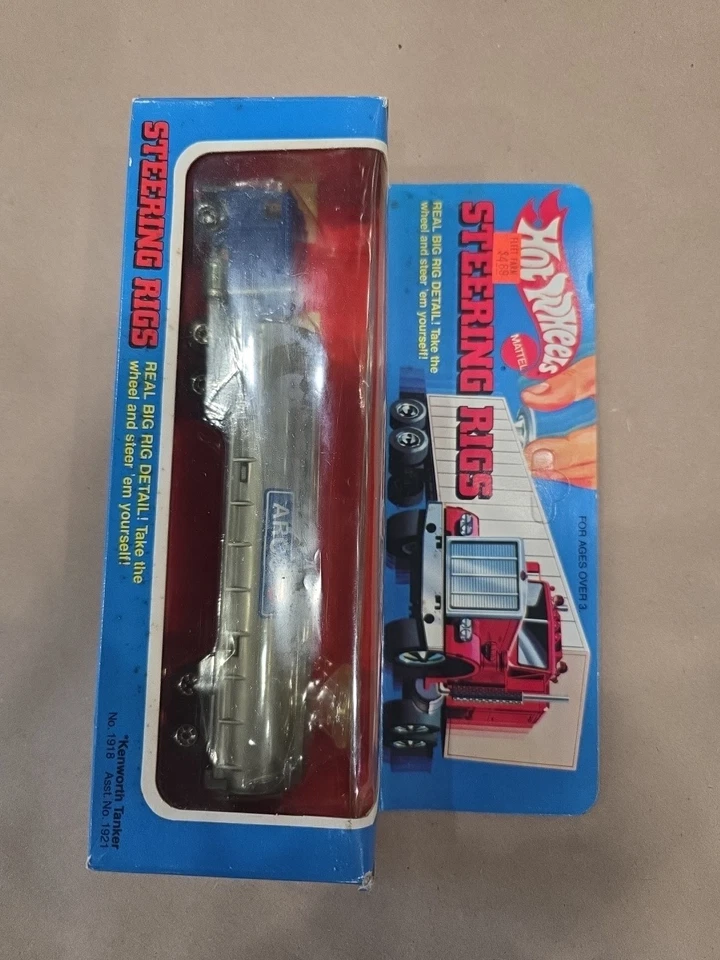 HOT WHEELS
MATTEL
FLEET FARM
STEERING RIGS
REAL BIG RIG DETAIL! Take the
wheel and steer 'em yourself!
FOR AGES OVER 3
STEERING RIGS
REAL BIG RIG DETAIL! Take the
wheel and steer 'em yourself!
*Kenworth Tanker
No. 1918 Asst. No. 1921